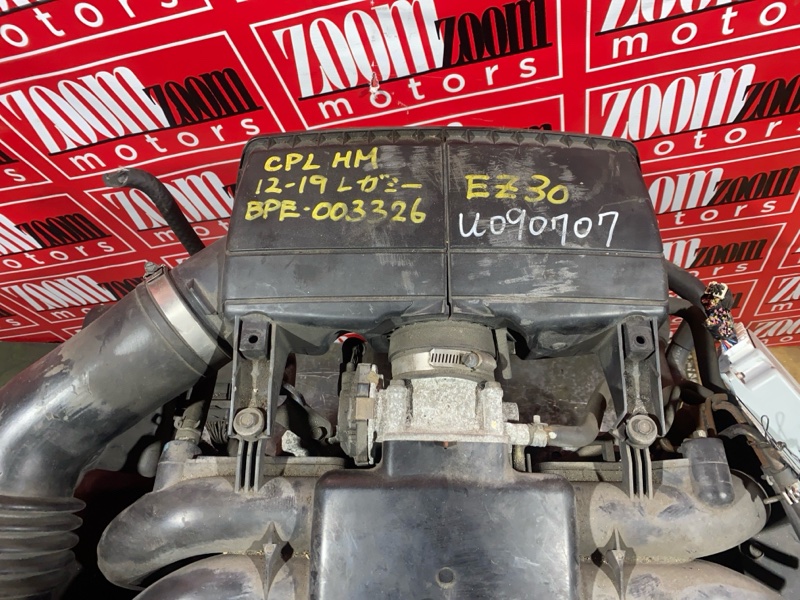 ZOOM zoom
motors
CPL HM
12-19 レガシー
BPE-003326
EZ30
U090707